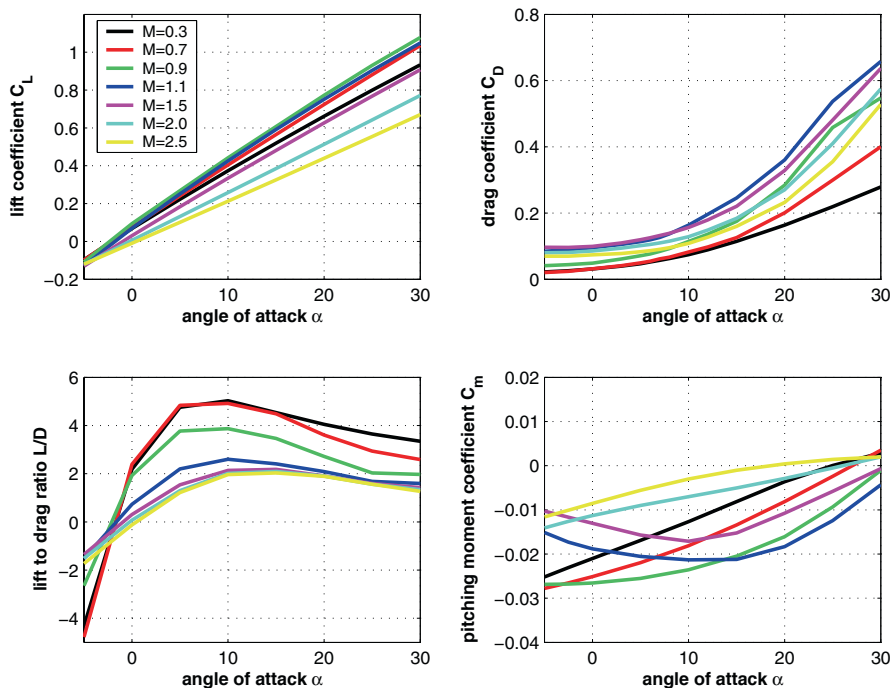 lift coefficient C_L
1
0.8
0.6
0.4
0.2
0
−0.2
M=0.3
M=0.7
M=0.9
M=1.1
M=1.5
M=2.0
M=2.5
0
10
20
30
angle of attack α
drag coefficient C_D
0.8
0.6
0.4
0.2
0
0
10
20
30
angle of attack α
lift to drag ratio L/D
6
4
2
0
−2
−4
0
10
20
30
angle of attack α
pitching moment coefficient C_m
0.02
0.01
0
−0.01
−0.02
−0.03
−0.04
0
10
20
30
angle of attack α